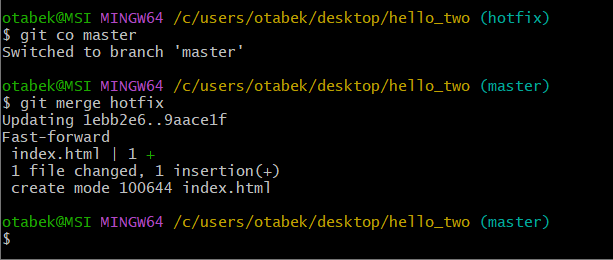 otabek@MSI MINGW64 /c/users/otabek/desktop/hello_two (hotfix)
$ git co master
Switched to branch 'master'
otabek@MSI MINGW64 /c/users/otabek/desktop/hello_two (master)
$ git merge hotfix
Updating 1ebb2e6..9aace1f
Fast-forward
 index.html | 1 +
 1 file changed, 1 insertion(+)
 create mode 100644 index.html
otabek@MSI MINGW64 /c/users/otabek/desktop/hello_two (master)
$